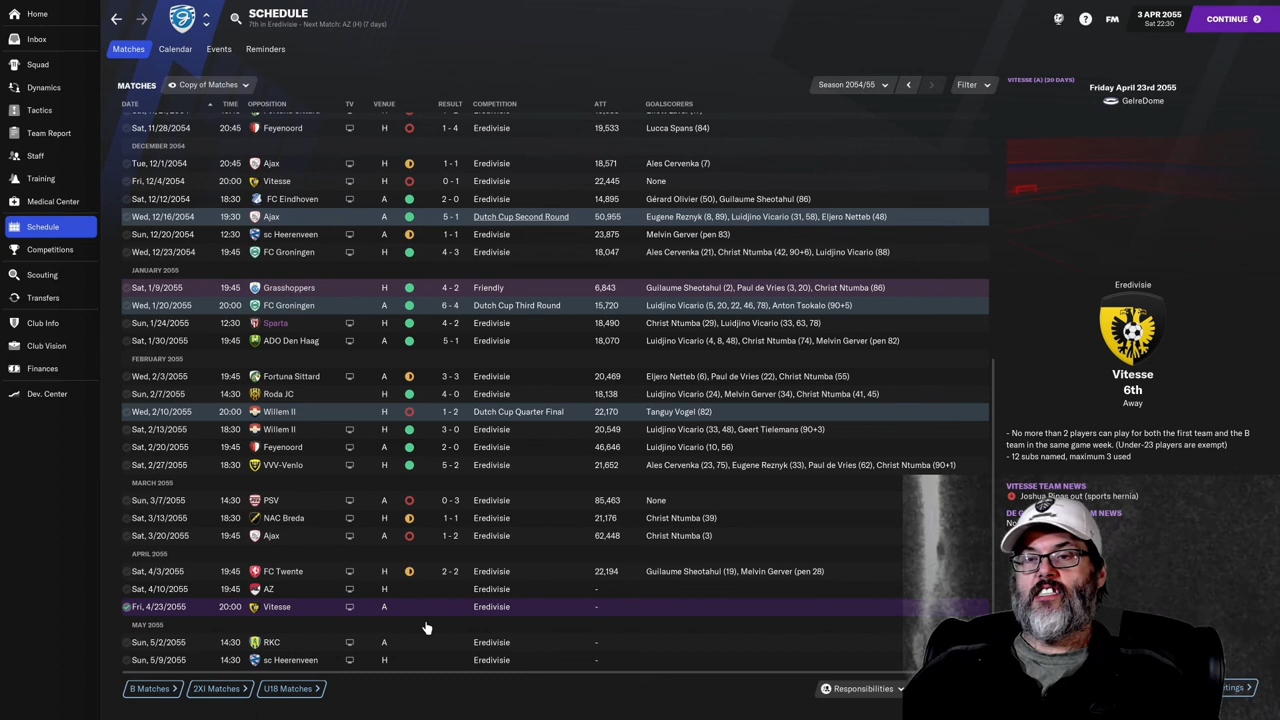 Home
SCHEDULE
7th in Eredivisie - Next Match: AZ (H) (7 days)
FM
3 APR 2055
Sat 22:30
CONTINUE
Inbox
Squad
Dynamics
Tactics
Team Report
Staff
Training
Medical Center
Schedule
Competitions
Scouting
Transfers
Club Info
Club Vision
Finances
Dev. Center
Matches Calendar Events Reminders
MATCHES Copy of Matches Season 2054/55 Filter
DATE TIME OPPOSITION TV VENUE RESULT COMPETITION ATT GOALSCORERS
Sat, 11/28/2054 20:45 Feyenoord H 1 - 4 Eredivisie 19,533 Lucca Spans (84)
DECEMBER 2054
Tue, 12/1/2054 20:45 Ajax H 1 - 1 Eredivisie 18,571 Ales Cervenka (7)
Fri, 12/4/2054 20:00 Vitesse H 0 - 1 Eredivisie 22,445 None
Sat, 12/12/2054 18:30 FC Eindhoven A 2 - 0 Eredivisie 14,895 Gérard Olivier (50), Guilaume Sheotahul (86)
Wed, 12/16/2054 19:30 Ajax A 5 - 1 Dutch Cup Second Round 50,955 Eugene Reznyk (8, 89), Luidjino Vicario (31, 58), Eljero Netteb (48)
Sun, 12/20/2054 12:30 sc Heerenveen A 1 - 1 Eredivisie 23,875 Melvin Gerver (pen 83)
Wed, 12/23/2054 19:45 FC Groningen H 4 - 3 Eredivisie 18,047 Ales Cervenka (21), Christ Ntumba (42, 90+6), Luidjino Vicario (88)
JANUARY 2055
Sat, 1/9/2055 19:45 Grasshoppers H 4 - 2 Friendly 6,843 Guilaume Sheotahul (2), Paul de Vries (3, 20), Christ Ntumba (86)
Wed, 1/20/2055 20:00 FC Groningen H 6 - 4 Dutch Cup Third Round 15,720 Luidjino Vicario (5, 20, 22, 46, 78), Anton Tsokalo (90+5)
Sun, 1/24/2055 12:30 Sparta H 4 - 2 Eredivisie 18,490 Christ Ntumba (29), Luidjino Vicario (33, 63, 78)
Sat, 1/30/2055 19:45 ADO Den Haag A 5 - 1 Eredivisie 18,070 Luidjino Vicario (4, 8, 48), Christ Ntumba (74), Melvin Gerver (pen 82)
FEBRUARY 2055
Wed, 2/3/2055 19:45 Fortuna Sittard A 3 - 3 Eredivisie 20,469 Eljero Netteb (6), Paul de Vries (22), Christ Ntumba (55)
Sun, 2/7/2055 14:30 Roda JC H 4 - 0 Eredivisie 18,138 Luidjino Vicario (24), Melvin Gerver (34), Christ Ntumba (41, 45)
Wed, 2/10/2055 20:00 Willem II H 1 - 2 Dutch Cup Quarter Final 22,170 Tanguy Vogel (82)
Sat, 2/13/2055 18:30 Willem II H 3 - 0 Eredivisie 20,549 Luidjino Vicario (33, 48), Geert Tielemans (90+3)
Sat, 2/20/2055 19:45 Feyenoord A 2 - 0 Eredivisie 46,646 Luidjino Vicario (10, 56)
Sat, 2/27/2055 18:30 VVV-Venlo H 5 - 2 Eredivisie 21,652 Ales Cervenka (23, 75), Eugene Reznyk (33), Paul de Vries (62), Christ Ntumba (90+1)
MARCH 2055
Sun, 3/7/2055 14:30 PSV A 0 - 3 Eredivisie 85,463 None
Sat, 3/13/2055 18:30 NAC Breda H 1 - 1 Eredivisie 21,176 Christ Ntumba (39)
Sat, 3/20/2055 19:45 Ajax A 1 - 2 Eredivisie 62,448 Christ Ntumba (3)
APRIL 2055
Sat, 4/3/2055 19:45 FC Twente H 2 - 2 Eredivisie 22,194 Guilaume Sheotahul (19), Melvin Gerver (pen 28)
Sat, 4/10/2055 19:45 AZ H Eredivisie -
Fri, 4/23/2055 20:00 Vitesse A Eredivisie -
MAY 2055
Sun, 5/2/2055 14:30 RKC A Eredivisie -
Sun, 5/9/2055 14:30 sc Heerenveen H Eredivisie -
B Matches 2XI Matches U18 Matches Responsibilities
VITESSE (A) (20 DAYS)
Friday April 23rd 2055
GelreDome
Eredivisie
Vitesse
6th
Away
- No more than 2 players can play for both the first team and the B
team in the same game week. (Under-23 players are exempt)
- 12 subs named, maximum 3 used
VITESSE TEAM NEWS
Joshua Pinas out (sports hernia)